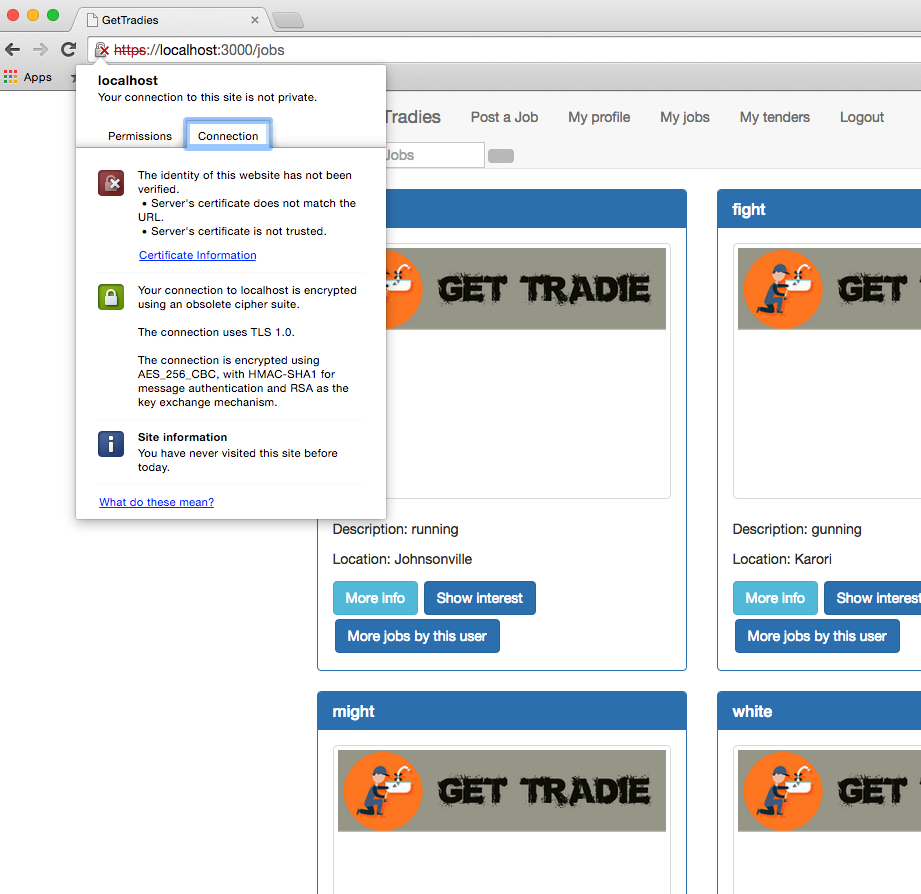 GetTradies
https://localhost:3000/jobs
Apps
localhost
Your connection to this site is not private.
Permissions
Connection
The identity of this website has not been
verified.
• Server's certificate does not match the
URL.
• Server's certificate is not trusted.
Certificate Information
Your connection to localhost is encrypted
using an obsolete cipher suite.
The connection uses TLS 1.0.
The connection is encrypted using
AES_256_CBC, with HMAC-SHA1 for
message authentication and RSA as the
key exchange mechanism.
Site information
You have never visited this site before
today.
What do these mean?
Tradies Post a Job My profile My jobs My tenders Logout
Jobs
GET TRADIE
Description: running
Location: Johnsonville
More info Show interest
More jobs by this user
fight
GET
Description: gunning
Location: Karori
More info Show interest
More jobs by this user
might
GET TRADIE
white
GET